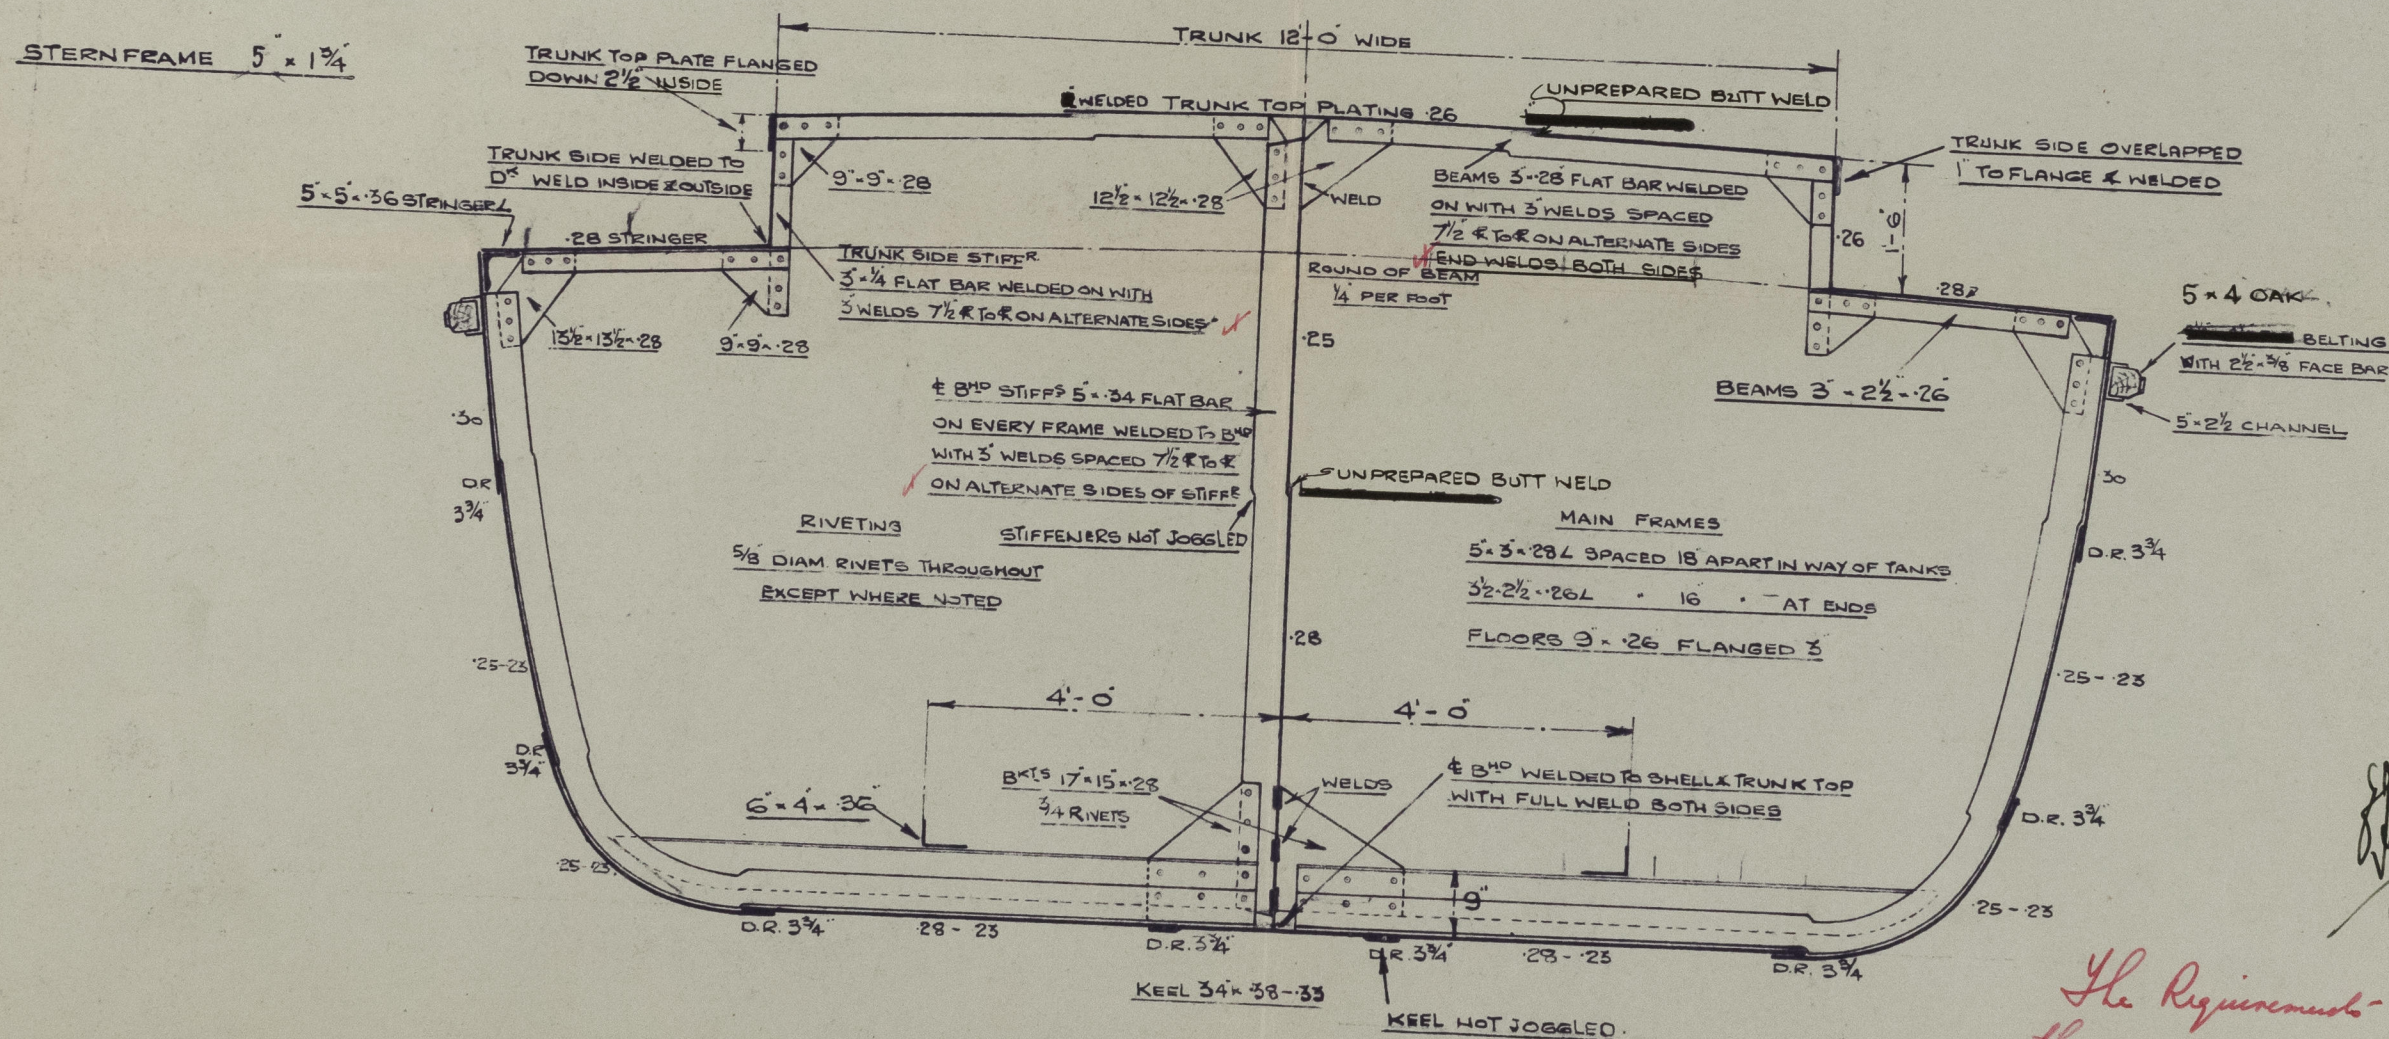 STERNFRAME 5" × 1¾"
TRUNK 12'-0" WIDE
TRUNK TOP PLATE FLANGED
DOWN 2½" INSIDE
WELDED TRUNK TOP PLATING .26
UNPREPARED BUTT WELD
TRUNK SIDE OVERLAPPED
1" TO FLANGE & WELDED
TRUNK SIDE WELDED TO
DK WELD INSIDE & OUTSIDE
5" × 5" × .36 STRINGER L
.28 STRINGER
9" × 9" × .28
12½" × 12½" × .28
WELD
BEAMS 3" × .28 FLAT BAR WELDED
ON WITH 3" WELDS SPACED
7½" ℄ TO ℄ ON ALTERNATE SIDES
END WELDS BOTH SIDES
.26
1'-6"
TRUNK SIDE STIFFR
3" × ¼" FLAT BAR WELDED ON WITH
3" WELDS 7½" ℄ TO ℄ ON ALTERNATE SIDES
ROUND OF BEAM
¼" PER FOOT
13½" × 13½" × .28
9" × 9" × .28
.28
5" × 4" OAK
BELTING
WITH 2½" × ⅜" FACE BAR
5" × 2½" CHANNEL
BEAMS 3" × 2½" × .26"
.25
.30
D.R
3¾"
℄ BHD STIFFS 5" × .34 FLAT BAR
ON EVERY FRAME WELDED TO BHD
WITH 3" WELDS SPACED 7½" ℄ TO ℄
ON ALTERNATE SIDES OF STIFFR
STIFFENERS NOT JOGGLED
UNPREPARED BUTT WELD
.30
D.R. 3¾"
RIVETING
⅝" DIAM. RIVETS THROUGHOUT
EXCEPT WHERE NOTED
MAIN FRAMES
5" × 3" × .28 L SPACED 18" APART IN WAY OF TANKS
3½" × 2½" × .26 L " 16" " AT ENDS
FLOORS 9" × .26 FLANGED 3"
.28
.25-.23
.25-.23
4'-0"
4'-0"
D.R
3¾"
6" × 4" × .36"
BKTS 17" × 15" × .28
¾" RIVETS
WELDS
℄ BHD WELDED TO SHELL & TRUNK TOP
WITH FULL WELD BOTH SIDES
D.R. 3¾"
.25-.23
9"
.25-.23
D.R. 3¾"
.28-.23
D.R. 3¾"
D.R. 3¾"
.28-.23
D.R. 3¾"
KEEL 34" × .38-.33
KEEL NOT JOGGLED.
The Requirements